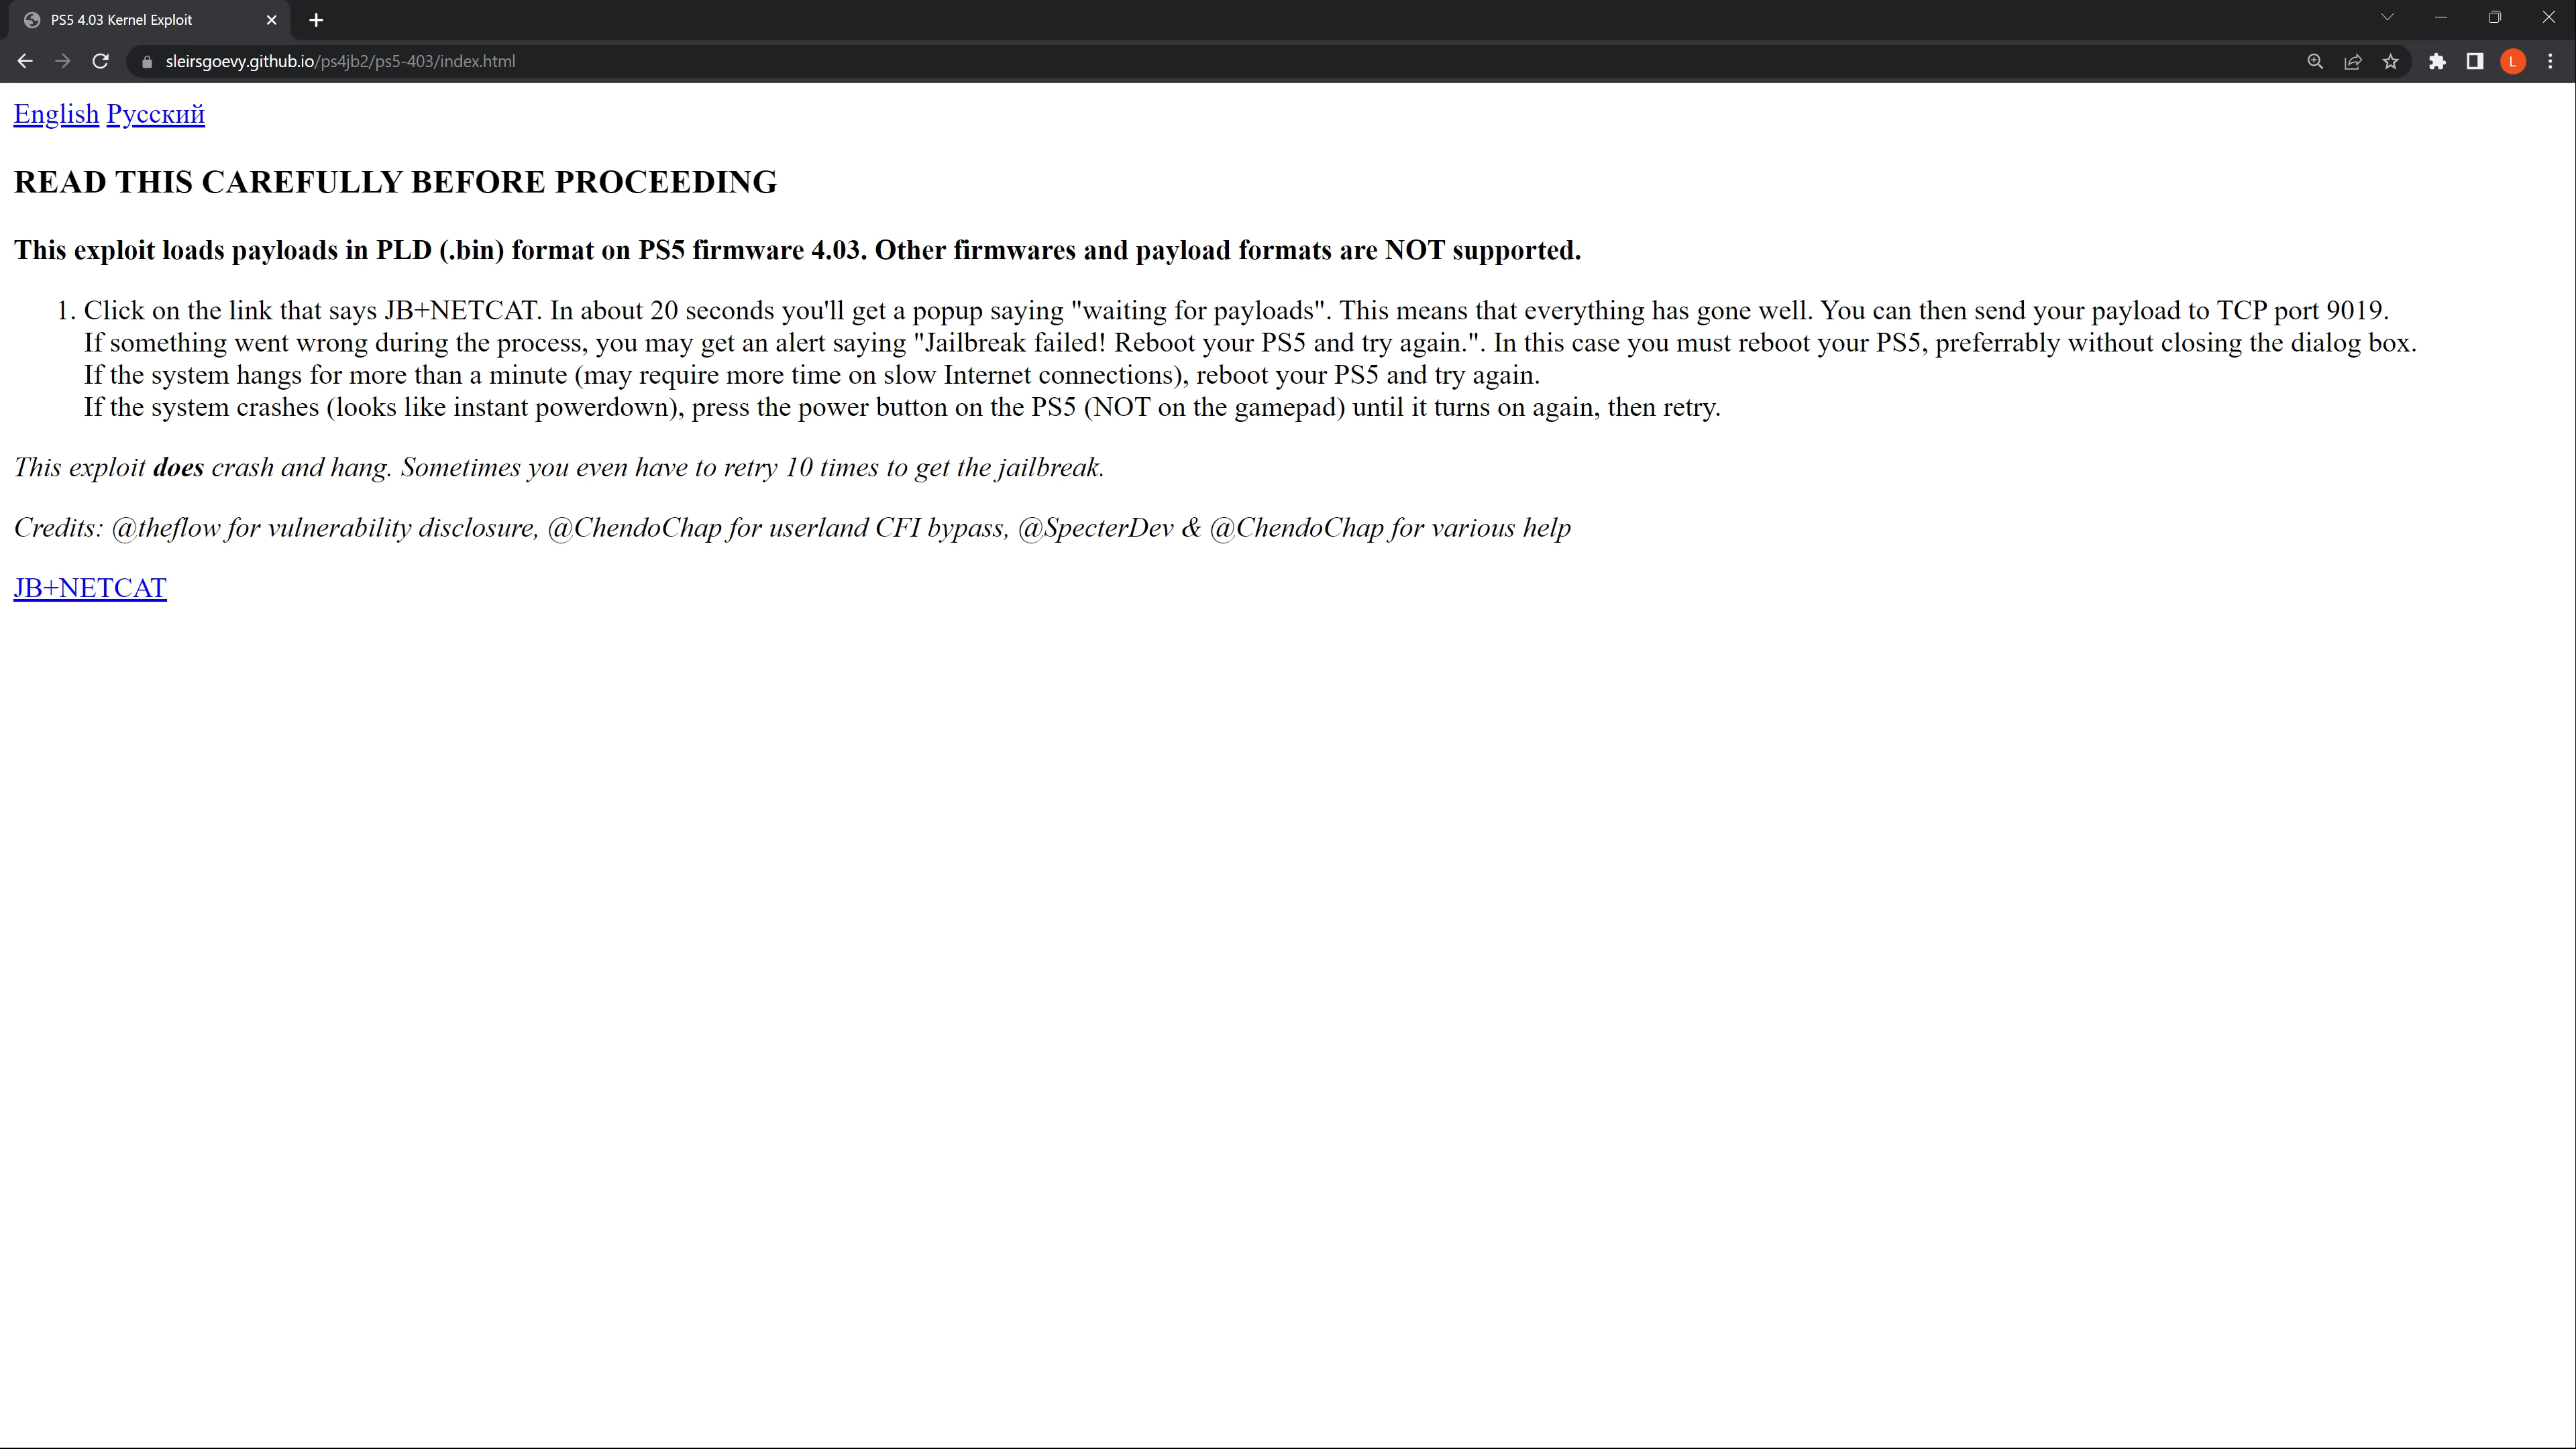 PS5 4.03 Kernel Exploit
sleirsgoevy.github.io/ps4jb2/ps5-403/index.html
L
English Русский
READ THIS CAREFULLY BEFORE PROCEEDING
This exploit loads payloads in PLD (.bin) format on PS5 firmware 4.03. Other firmwares and payload formats are NOT supported.
1. Click on the link that says JB+NETCAT. In about 20 seconds you'll get a popup saying "waiting for payloads". This means that everything has gone well. You can then send your payload to TCP port 9019.
If something went wrong during the process, you may get an alert saying "Jailbreak failed! Reboot your PS5 and try again.". In this case you must reboot your PS5, preferrably without closing the dialog box.
If the system hangs for more than a minute (may require more time on slow Internet connections), reboot your PS5 and try again.
If the system crashes (looks like instant powerdown), press the power button on the PS5 (NOT on the gamepad) until it turns on again, then retry.
This exploit does crash and hang. Sometimes you even have to retry 10 times to get the jailbreak.
Credits: @theflow for vulnerability disclosure, @ChendoChap for userland CFI bypass, @SpecterDev & @ChendoChap for various help
JB+NETCAT